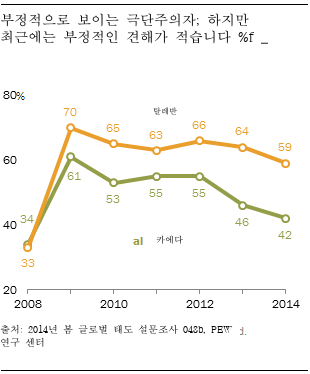 부정적으로 보이는 극단주의자; 하지만
최근에는 부정적인 견해가 적습니다 %f _
80%
70
65
탈레반
63
66
64
59
60
61
53
55
55
46
42
40
34
33
al 카에다
20
2008 2010 2012 2014
출처: 2014년 봄 글로벌 태도 설문조사 048b, PEW d.
연구 센터